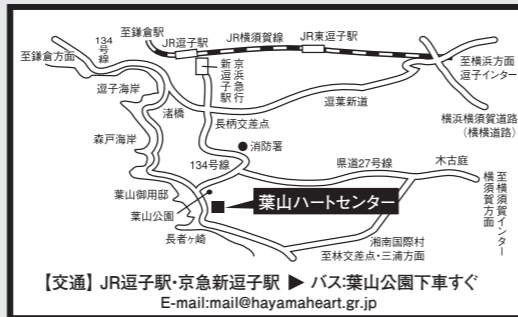 至鎌倉駅
JR逗子駅
JR横須賀線
JR東逗子駅
134号線
至鎌倉方面
京浜急行
新逗子駅
至横浜方面
逗子インター
逗子海岸
渚橋
逗葉新道
横浜横須賀道路
(横横道路)
長柄交差点
森戸海岸
消防署
134号線
県道27号線
木古庭
葉山御用邸
葉山公園
葉山ハートセンター
至横須賀インター
横須賀方面
長者ヶ崎
湘南国際村
至林交差点・三浦方面
【交通】JR逗子駅・京急新逗子駅 ▶ バス:葉山公園下車すぐ
E-mail:mail@hayamaheart.gr.jp